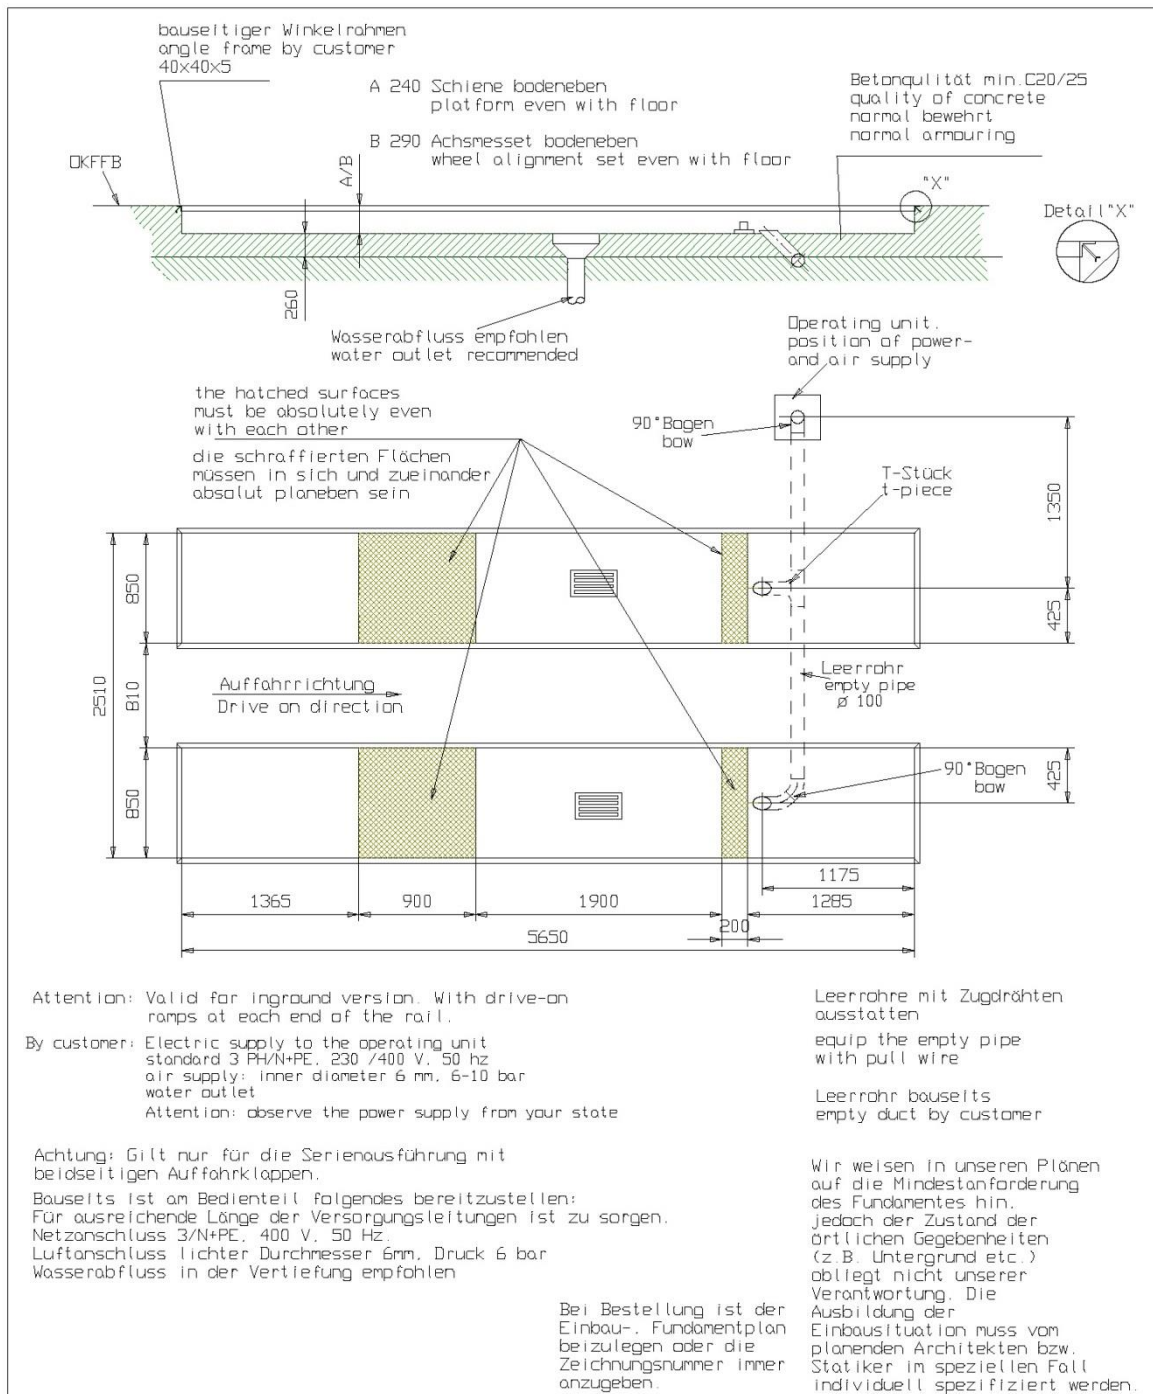 bauseitiger Winkelrahmen
angle frame by customer
40x40x5
A 240 Schiene bodeneben
platform even with floor
B 290 Achsmesset bodeneben
wheel alignment set even with floor
Betonqulität min.C20/25
quality of concrete
normal bewehrt
normal armouring
OKFFB
A/B
"X"
Detail"X"
260
Wasserabfluss empfohlen
water outlet recommended
Operating unit.
position of power-
and air supply
the hatched surfaces
must be absolutely even
with each other
die schraffierten Flächen
müssen in sich und zueinander
absolut planeben sein
90°Bogen
bow
T-Stück
t-piece
1350
850
425
2510
810
Auffahrrichtung
Drive on direction
Leerrohr
empty pipe
ø 100
850
90°Bogen
bow
425
1175
1365
900
1900
1285
200
5650
Attention: Valid for inground version. With drive-on
ramps at each end of the rail.
By customer: Electric supply to the operating unit
standard 3 PH/N+PE, 230 /400 V, 50 hz
air supply: inner diameter 6 mm, 6-10 bar
water outlet
Attention: observe the power supply from your state
Leerrohre mit Zugdrähten
ausstatten
equip the empty pipe
with pull wire
Leerrohr bauseits
empty duct by customer
Achtung: Gilt nur für die Serienausführung mit
beidseitigen Auffahrklappen.
Bauseits ist am Bedienteil folgendes bereitzustellen:
Für ausreichende Länge der Versorgungsleitungen ist zu sorgen.
Netzanschluss 3/N+PE, 400 V, 50 Hz.
Luftanschluss lichter Durchmesser 6mm, Druck 6 bar
Wasserabfluss in der Vertiefung empfohlen
Wir weisen in unseren Plänen
auf die Mindestanforderung
des Fundamentes hin,
jedoch der Zustand der
örtlichen Gegebenheiten
(z.B. Untergrund etc.)
obliegt nicht unserer
Verantwortung. Die
Ausbildung der
Einbausituation muss vom
planenden Architekten bzw.
Statiker im speziellen Fall
individuell spezifiziert werden.
Bei Bestellung ist der
Einbau-, Fundamentplan
beizulegen oder die
Zeichnungsnummer immer
anzugeben.